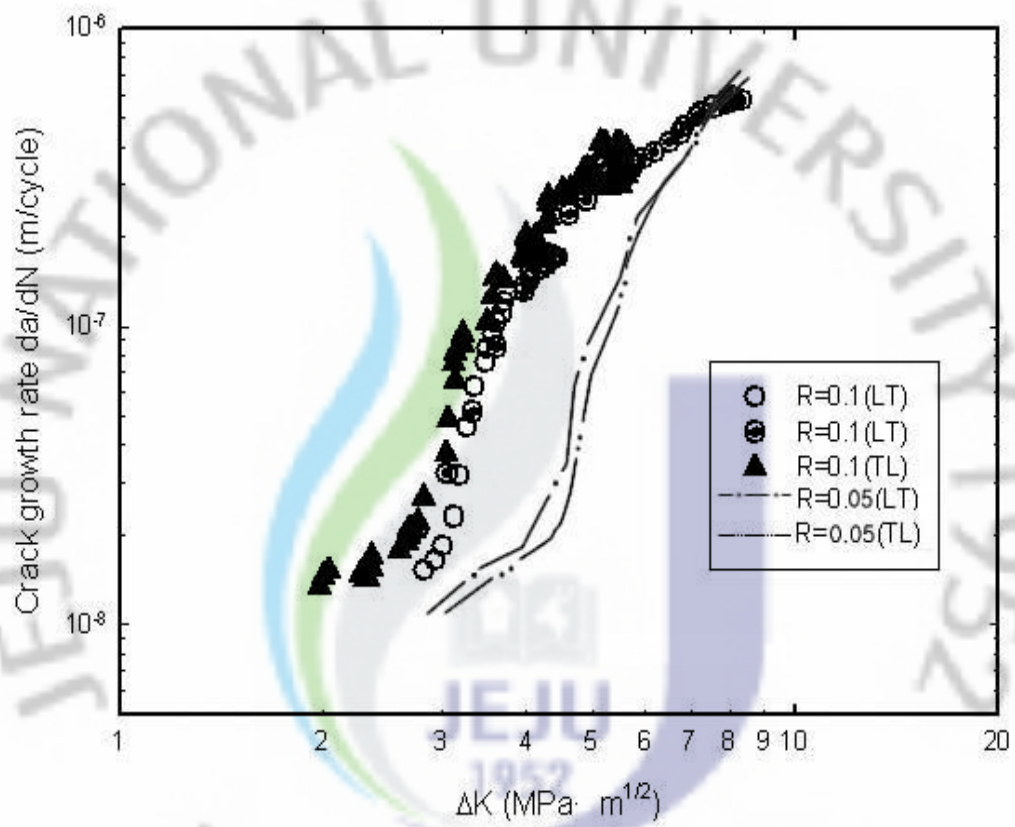 JEJU NATIONAL UNIVERSITY 1952
10⁻⁶
10⁻⁷
10⁻⁸
Crack growth rate da/dN (m/cycle)
R=0.1(LT)
R=0.1(LT)
R=0.1(TL)
R=0.05(LT)
R=0.05(TL)
JEJU
1952
1 2 3 4 5 6 7 8 9 10 20
ΔK (MPa· m^1/2)